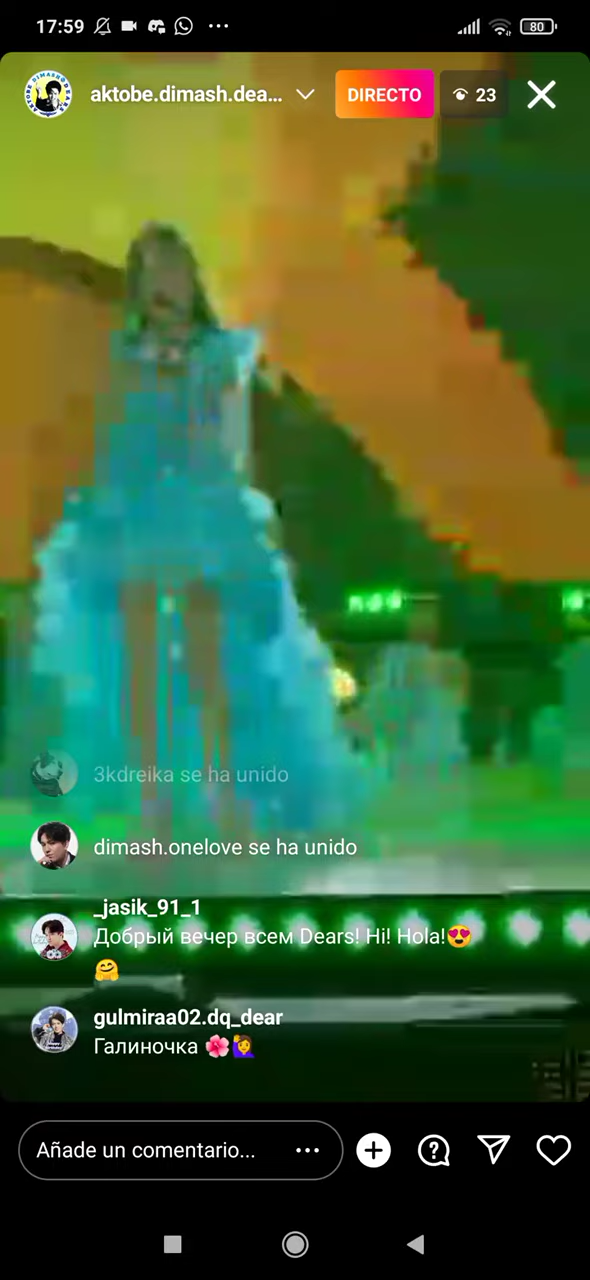 17:59
80
aktobe.dimash.dea...
DIRECTO
23
3kdreika se ha unido
dimash.onelove se ha unido
_jasik_91_1
Добрый вечер всем Dears! Hi! Hola!😍
🤗
gulmiraa02.dq_dear
Галиночка 🌺🙋‍♀️
Añade un comentario...